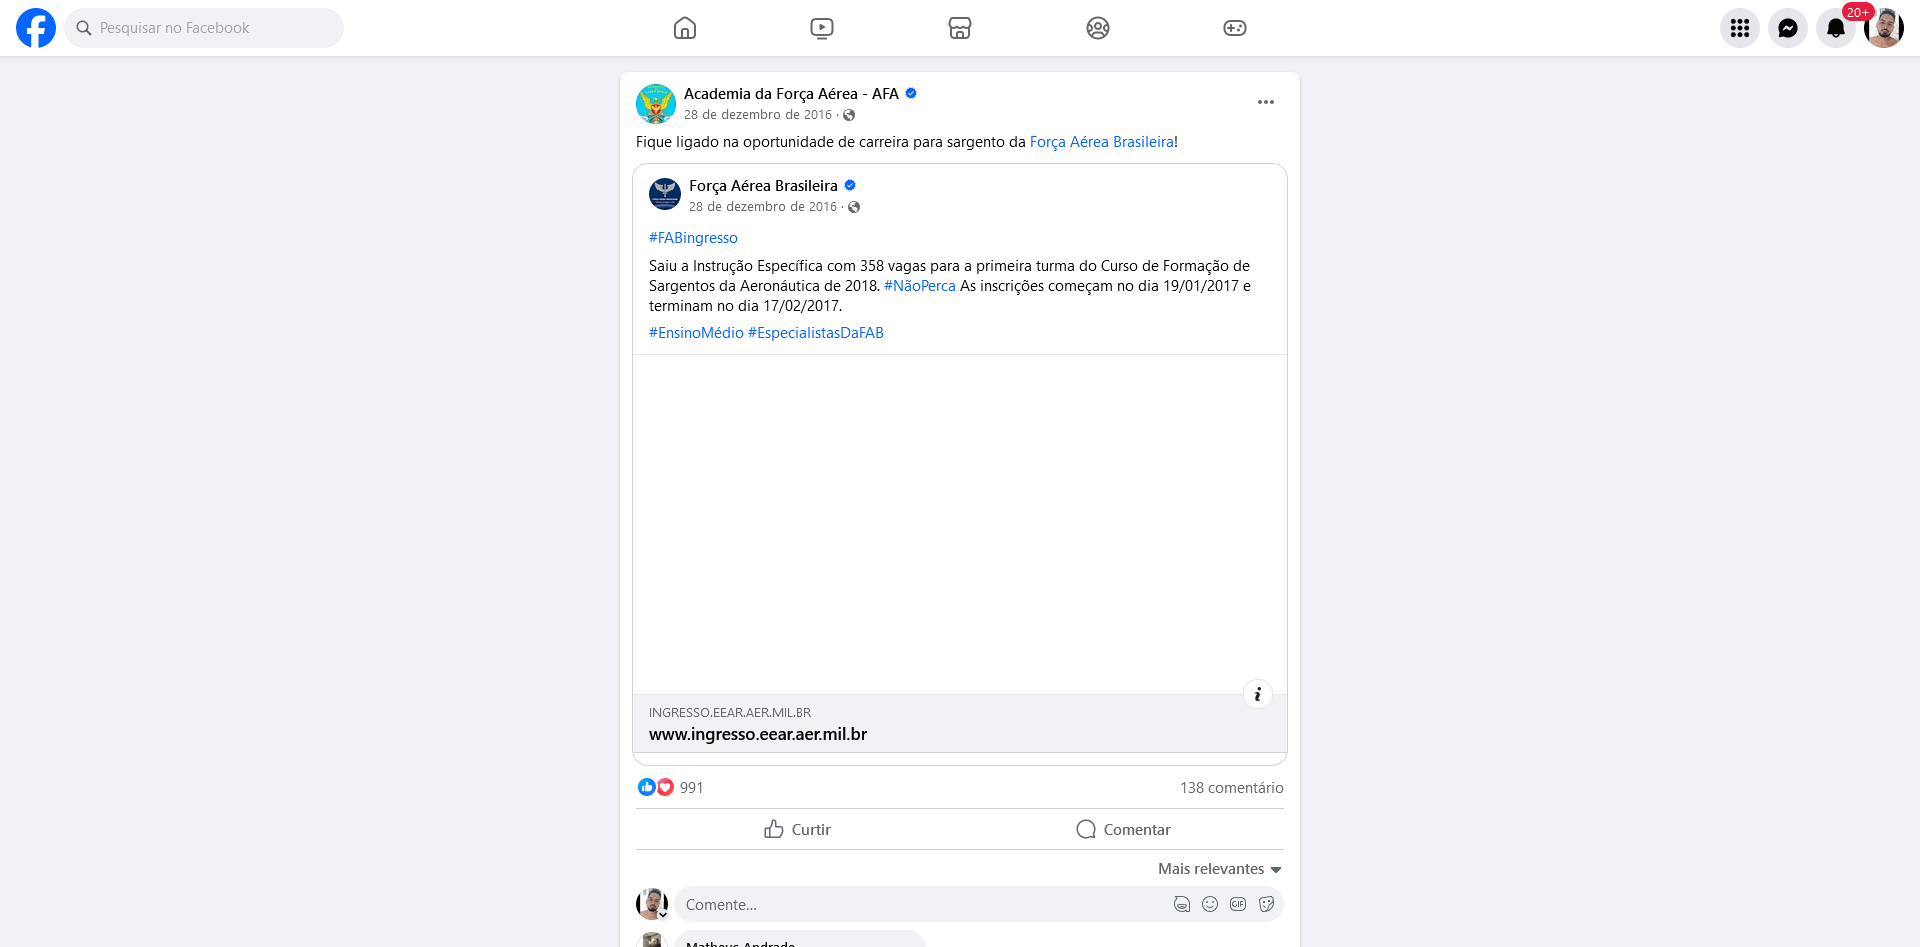 Pesquisar no Facebook
20+
Academia da Força Aérea - AFA
28 de dezembro de 2016 ·
Fique ligado na oportunidade de carreira para sargento da Força Aérea Brasileira!
Força Aérea Brasileira
28 de dezembro de 2016 ·
#FABingresso
Saiu a Instrução Específica com 358 vagas para a primeira turma do Curso de Formação de
Sargentos da Aeronáutica de 2018. #NãoPerca As inscrições começam no dia 19/01/2017 e
terminam no dia 17/02/2017.
#EnsinoMédio #EspecialistasDaFAB
INGRESSO.EEAR.AER.MIL.BR
www.ingresso.eear.aer.mil.br
991
138 comentário
Curtir
Comentar
Mais relevantes
Comente...
GIF
Matheus Andrade